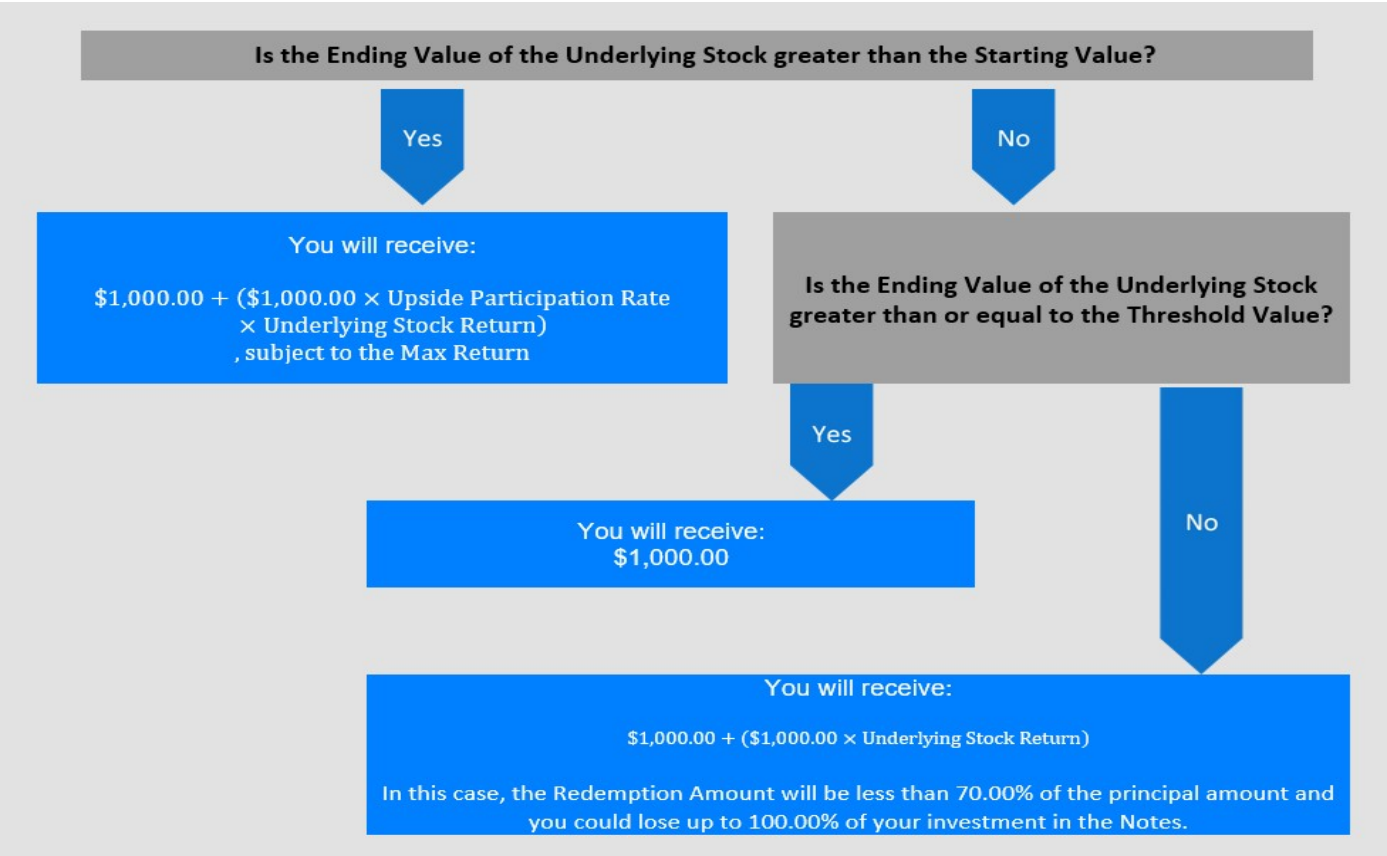 Is the Ending Value of the Underlying Stock greater than the Starting Value?
Yes
No
You will receive:
$1,000.00 + ($1,000.00 × Upside Participation Rate
× Underlying Stock Return)
, subject to the Max Return
Is the Ending Value of the Underlying Stock
greater than or equal to the Threshold Value?
Yes
No
You will receive:
$1,000.00
You will receive:
$1,000.00 + ($1,000.00 × Underlying Stock Return)
In this case, the Redemption Amount will be less than 70.00% of the principal amount and
you could lose up to 100.00% of your investment in the Notes.